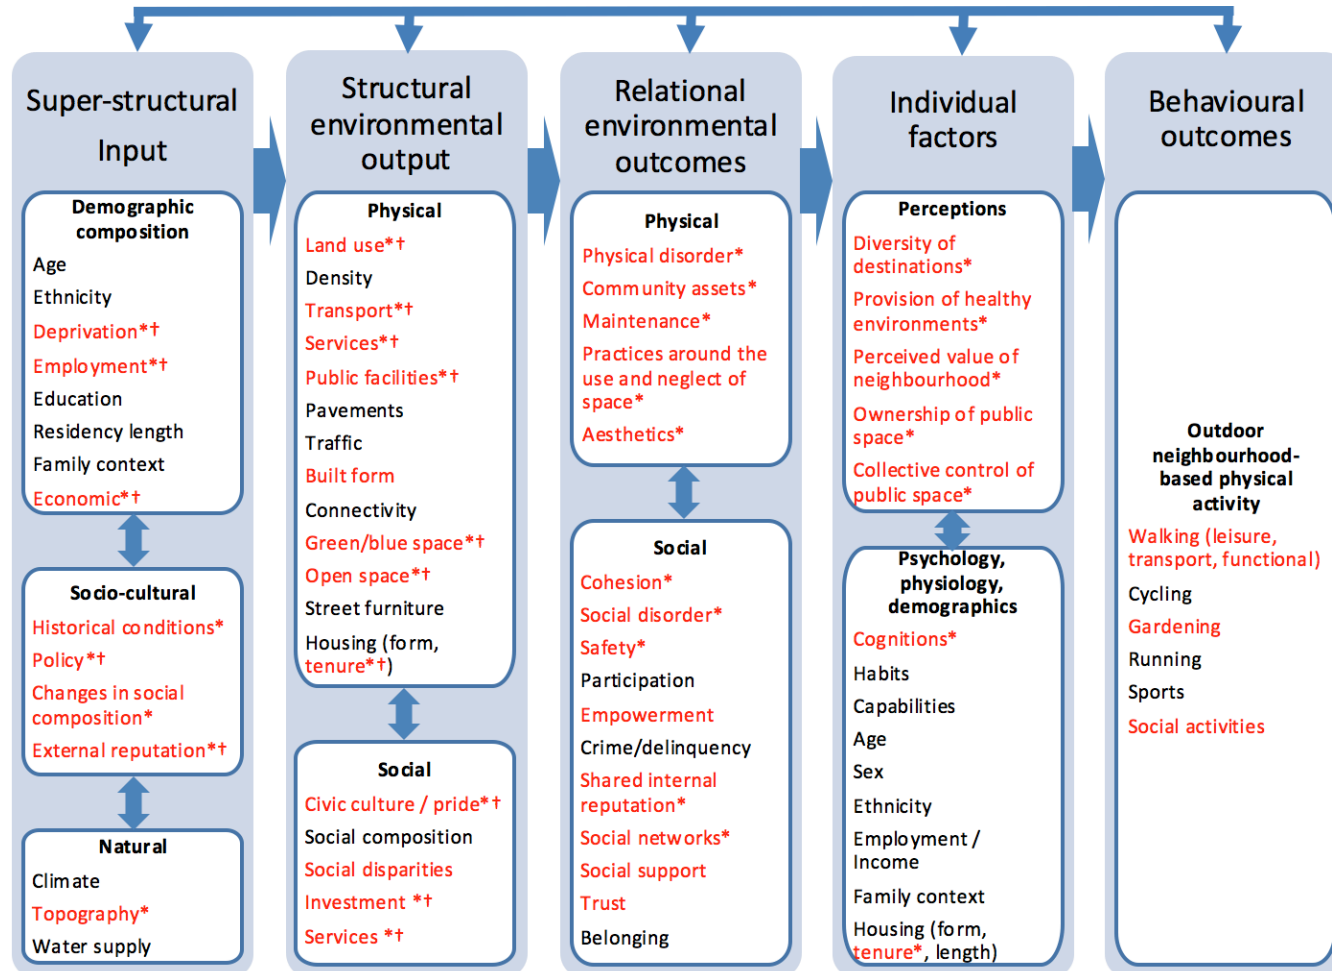 Super-structural
Input
Demographic
composition
Age
Ethnicity
Deprivation*†
Employment*†
Education
Residency length
Family context
Economic*†
Socio-cultural
Historical conditions*
Policy*†
Changes in social
composition*
External reputation*†
Natural
Climate
Topography*
Water supply
Structural
environmental
output
Physical
Land use*†
Density
Transport*†
Services*†
Public facilities*†
Pavements
Traffic
Built form
Connectivity
Green/blue space*†
Open space*†
Street furniture
Housing (form,
tenure*†)
Social
Civic culture / pride*†
Social composition
Social disparities
Investment *†
Services *†
Relational
environmental
outcomes
Physical
Physical disorder*
Community assets*
Maintenance*
Practices around the
use and neglect of
space*
Aesthetics*
Social
Cohesion*
Social disorder*
Safety*
Participation
Empowerment
Crime/delinquency
Shared internal
reputation*
Social networks*
Social support
Trust
Belonging
Individual
factors
Perceptions
Diversity of
destinations*
Provision of healthy
environments*
Perceived value of
neighbourhood*
Ownership of public
space*
Collective control of
public space*
Psychology,
physiology,
demographics
Cognitions*
Habits
Capabilities
Age
Sex
Ethnicity
Employment /
Income
Family context
Housing (form,
tenure*, length)
Behavioural
outcomes
Outdoor
neighbourhood-
based physical
activity
Walking (leisure,
transport, functional)
Cycling
Gardening
Running
Sports
Social activities